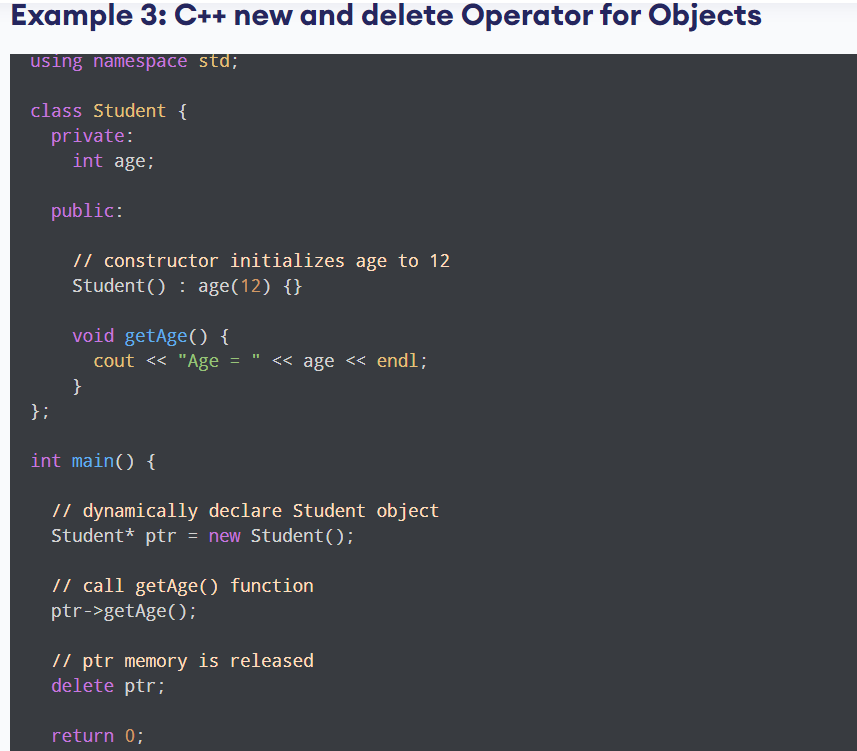 Example 3: C++ new and delete Operator for Objects
using namespace std;
class Student {
private:
int age;
public:
// constructor initializes age to 12
Student() : age(12) {}
void getAge() {
cout << "Age = " << age << endl;
}
};
int main() {
// dynamically declare Student object
Student* ptr = new Student();
// call getAge() function
ptr->getAge();
// ptr memory is released
delete ptr;
return 0;